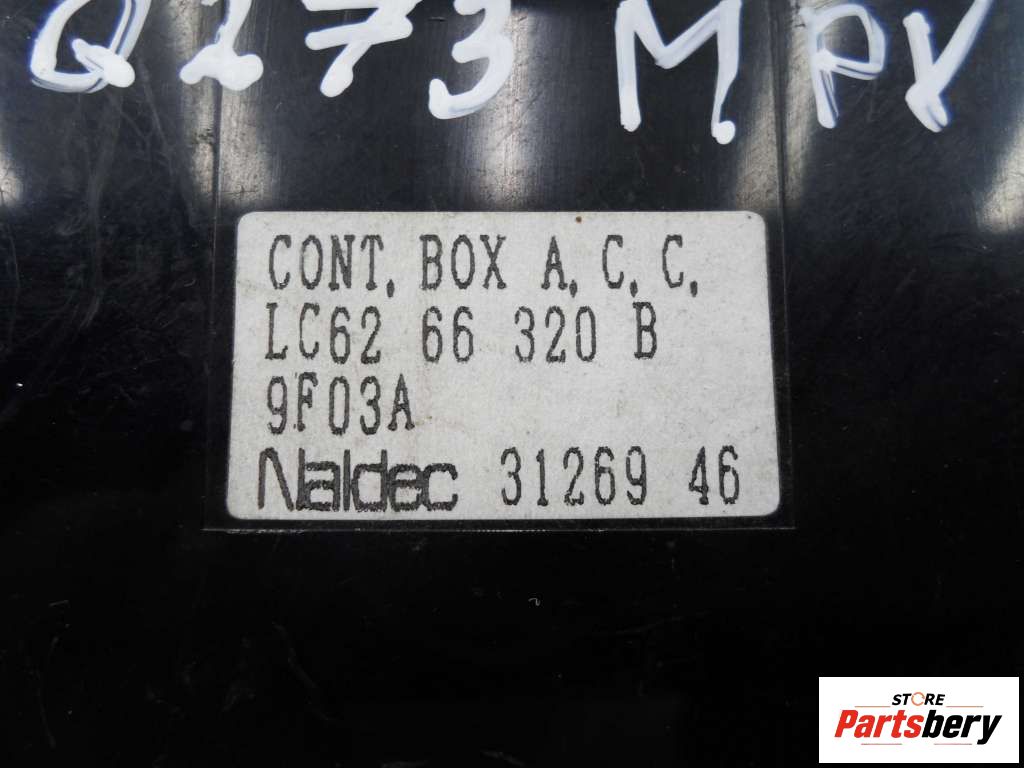 Q273 MPV
CONT. BOX A. C. C.
LC62 66 320 B
9F03A
Naldec 31269 46
STORE
Partsbery